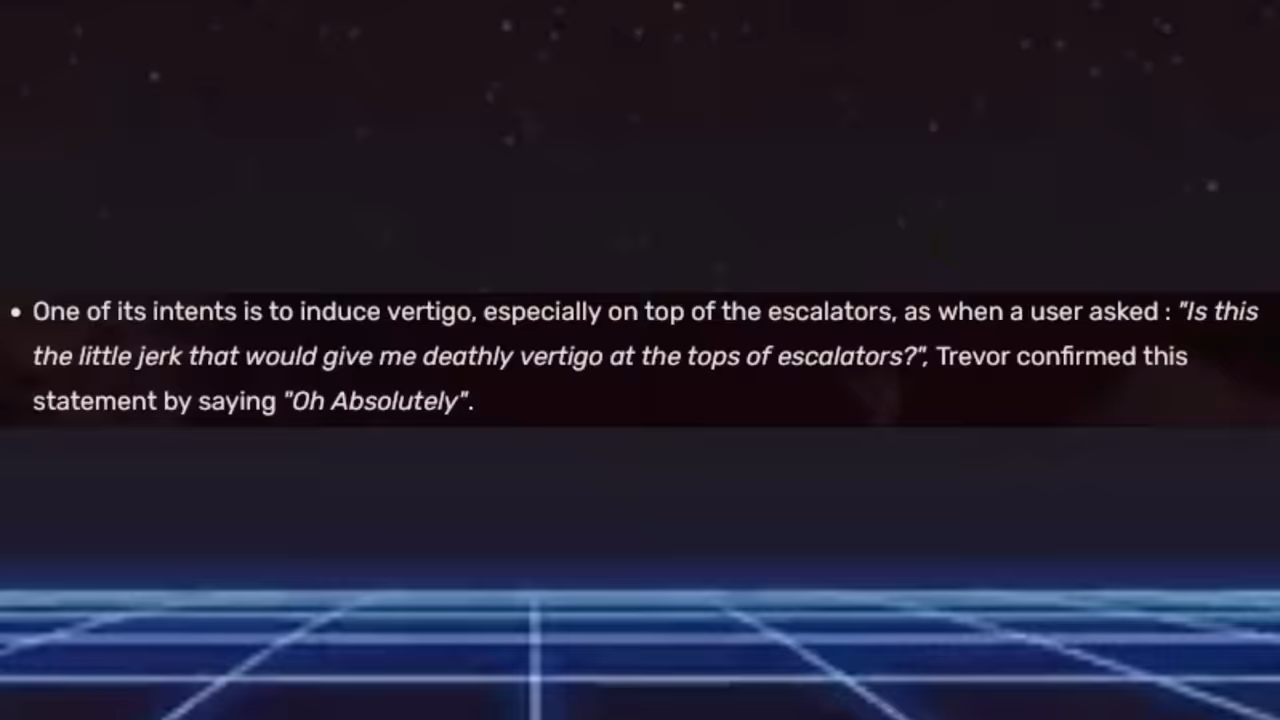 • One of its intents is to induce vertigo, especially on top of the escalators, as when a user asked : "Is this
the little jerk that would give me deathly vertigo at the tops of escalators?", Trevor confirmed this
statement by saying "Oh Absolutely".